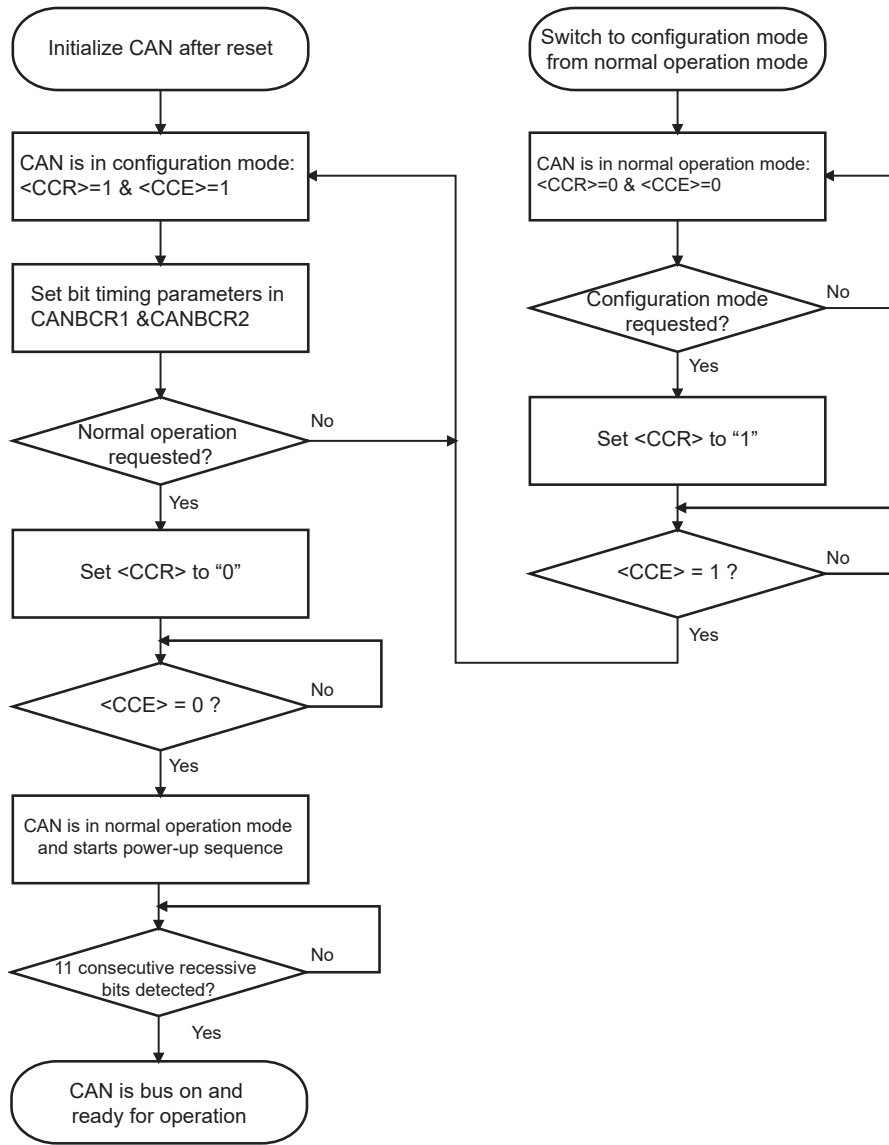 Initialize CAN after reset
CAN is in configuration mode:
<CCR>=1 & <CCE>=1
Set bit timing parameters in
CANBCR1 &CANBCR2
Normal operation
requested?
No
Yes
Set <CCR> to “0”
<CCE> = 0 ?
No
Yes
CAN is in normal operation mode
and starts power-up sequence
11 consecutive recessive
bits detected?
No
Yes
CAN is bus on and
ready for operation
Switch to configuration mode
from normal operation mode
CAN is in normal operation mode:
<CCR>=0 & <CCE>=0
Configuration mode
requested?
No
Yes
Set <CCR> to “1”
<CCE> = 1 ?
No
Yes